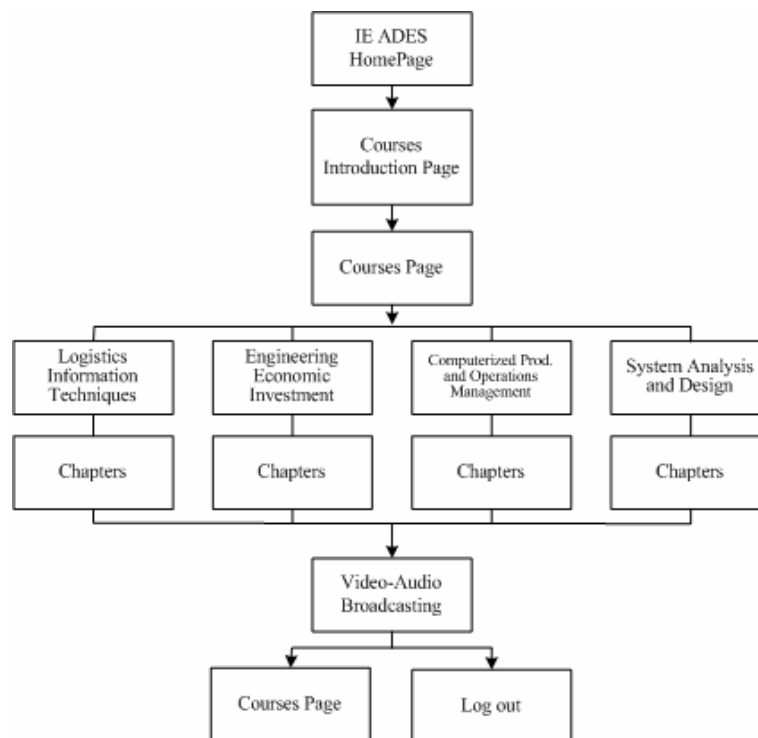 IE ADES
HomePage
Courses
Introduction Page
Courses Page
Logistics
Information
Techniques
Engineering
Economic
Investment
Computerized Prod.
and Operations
Management
System Analysis
and Design
Chapters
Chapters
Chapters
Chapters
Video-Audio
Broadcasting
Courses Page
Log out